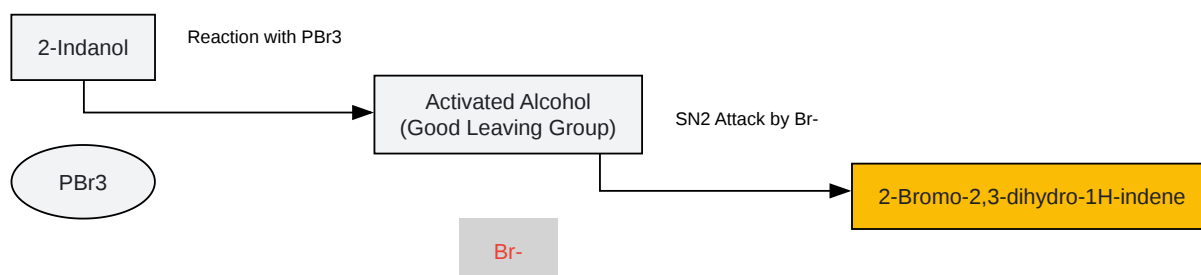 2-Indanol
Reaction with PBr3
Activated Alcohol
(Good Leaving Group)
SN2 Attack by Br-
PBr3
2-Bromo-2,3-dihydro-1H-indene
Br-